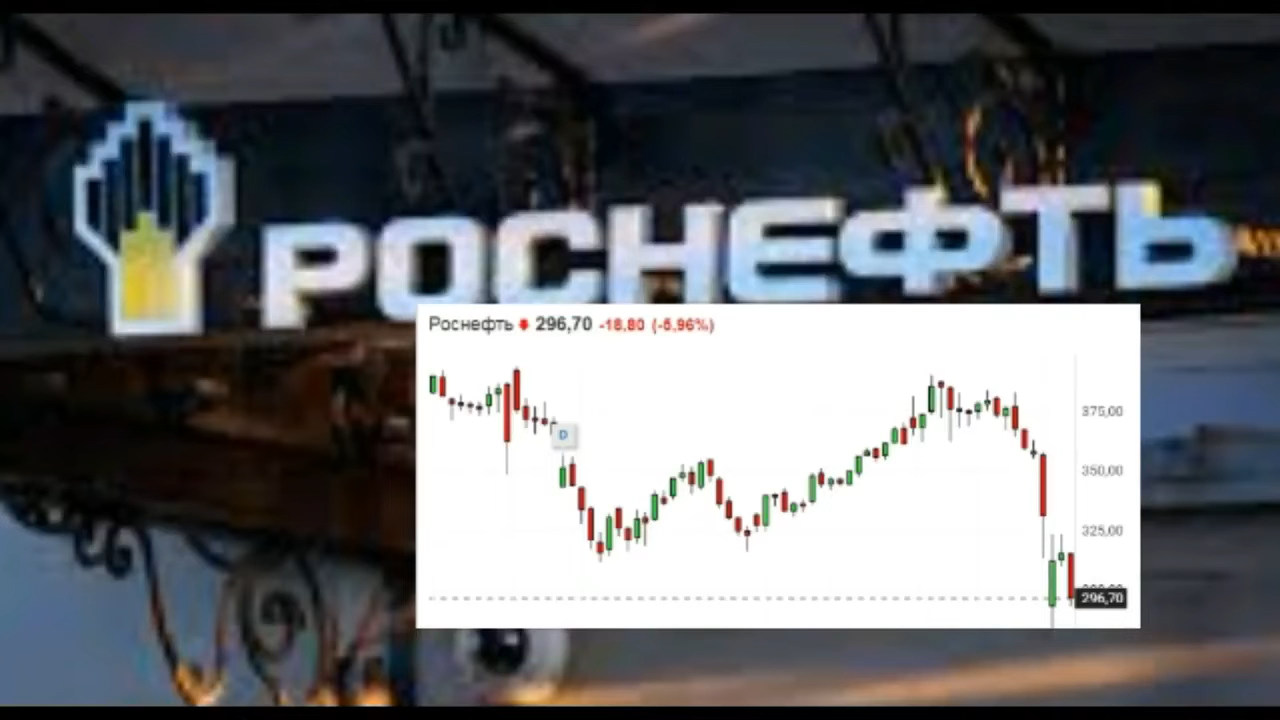 РОСНЕФТЬ
Роснефть 296,70 -18,80 (-5,96%)
D
375,00
350,00
325,00
296,70